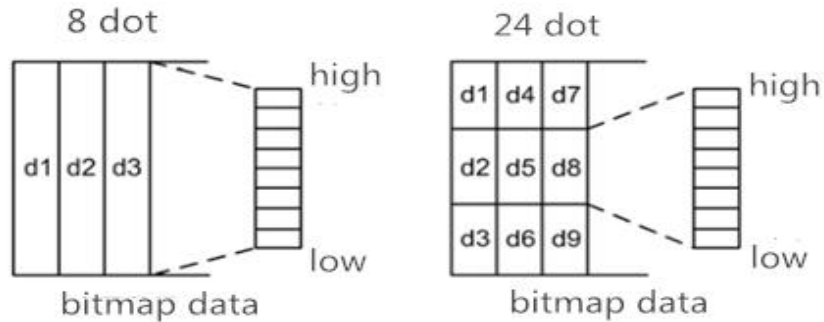 8 dot
d1 d2 d3
high
low
bitmap data
24 dot
d1 d4 d7
d2 d5 d8
d3 d6 d9
high
low
bitmap data